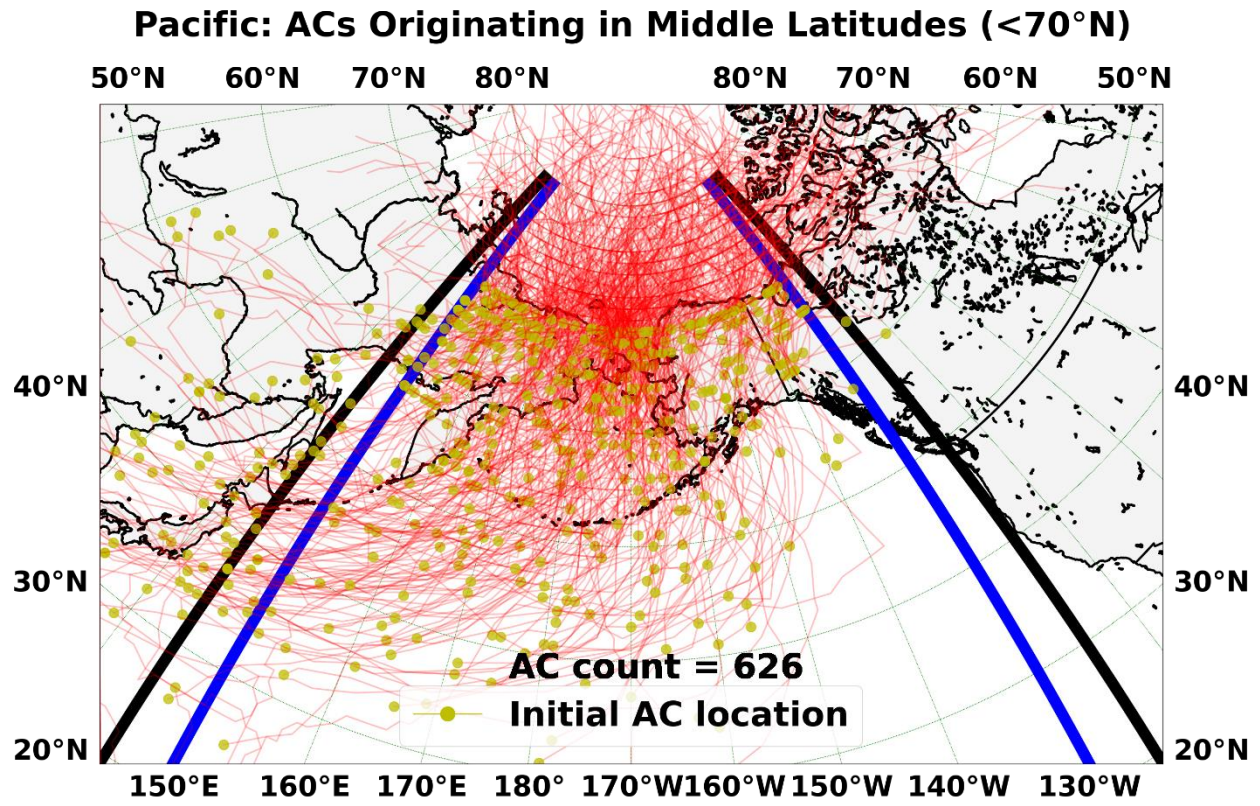 Pacific: ACs Originating in Middle Latitudes (<70°N)
50°N 60°N 70°N 80°N 80°N 70°N 60°N 50°N
40°N 40°N
30°N 30°N
AC count = 626
Initial AC location
20°N 20°N
150°E 160°E 170°E 180° 170°W 160°W 150°W 140°W 130°W